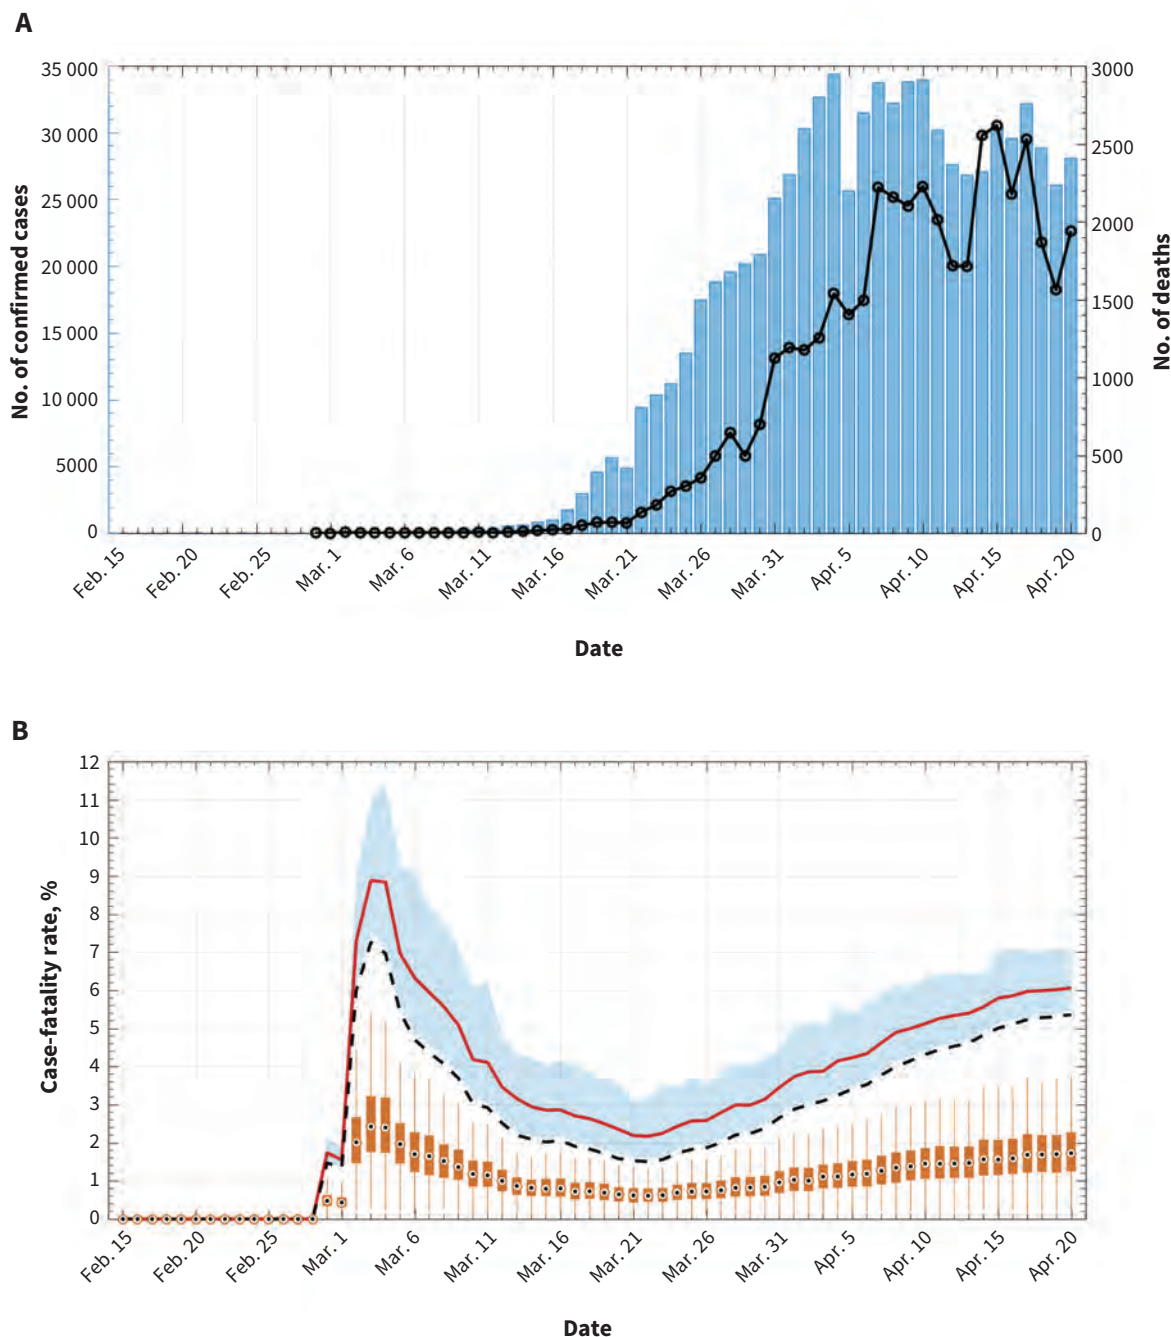 A
35 000
30 000
25 000
20 000
15 000
10 000
5000
0
No. of confirmed cases
3000
2500
2000
1500
1000
500
0
No. of deaths
Feb. 15
Feb. 20
Feb. 25
Mar. 1
Mar. 6
Mar. 11
Mar. 16
Mar. 21
Mar. 26
Mar. 31
Apr. 5
Apr. 10
Apr. 15
Apr. 20
Date
B
12
11
10
9
8
7
6
5
4
3
2
1
0
Case-fatality rate, %
Feb. 15
Feb. 20
Feb. 25
Mar. 1
Mar. 6
Mar. 11
Mar. 16
Mar. 21
Mar. 26
Mar. 31
Apr. 5
Apr. 10
Apr. 15
Apr. 20
Date